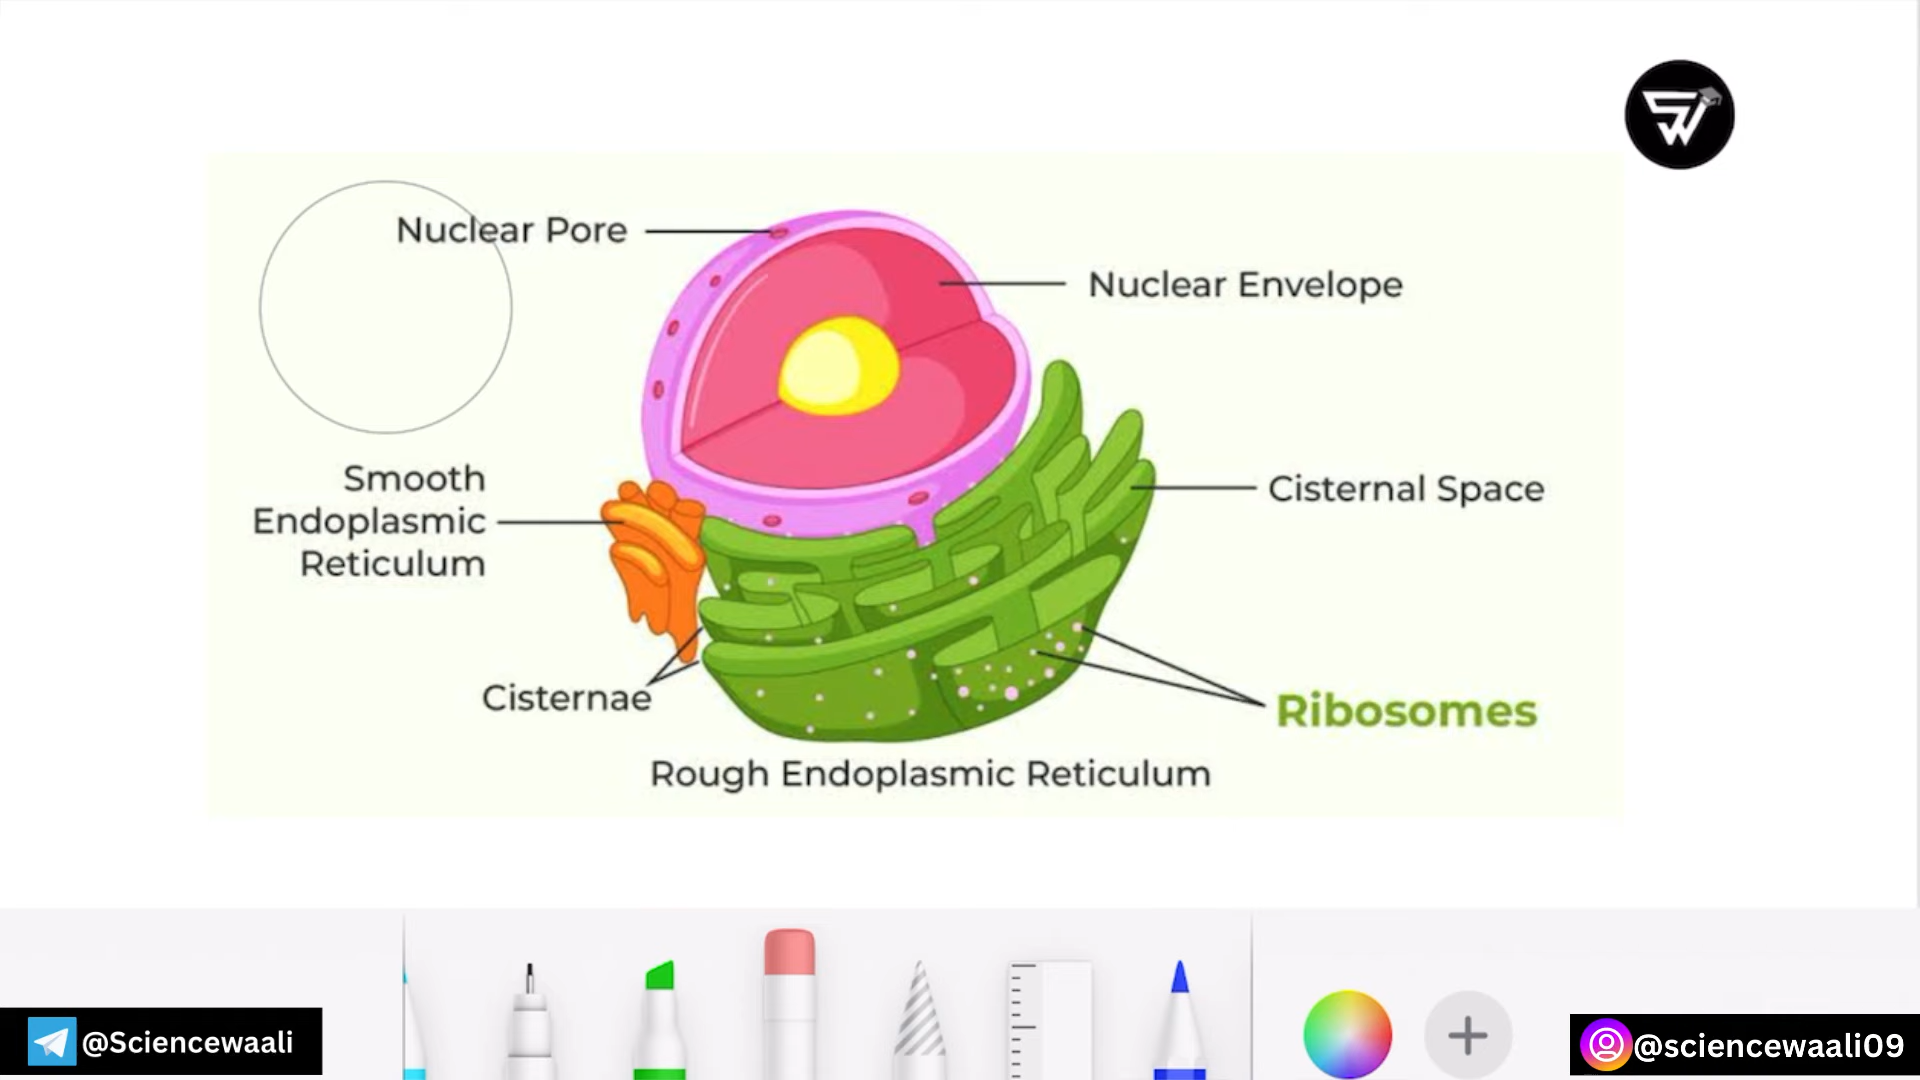 Nuclear Pore
Nuclear Envelope
Smooth
Endoplasmic
Reticulum
Cisternal Space
Cisternae
Ribosomes
Rough Endoplasmic Reticulum
@Sciencewaali
@sciencewaali09